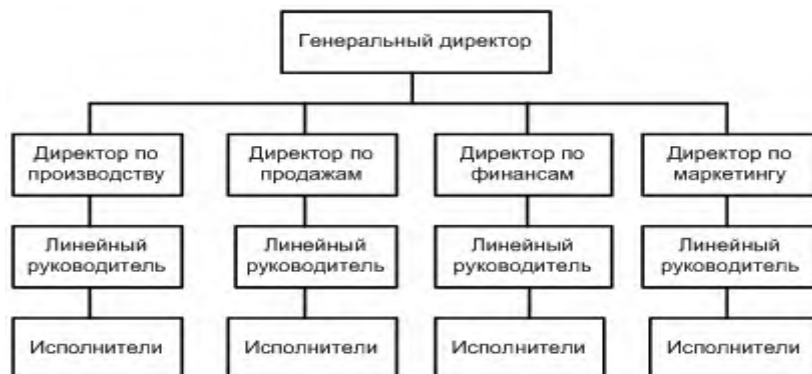 Генеральный директор
Директор по
производству
Директор по
продажам
Директор по
финансам
Директор по
маркетингу
Линейный
руководитель
Линейный
руководитель
Линейный
руководитель
Линейный
руководитель
Исполнители
Исполнители
Исполнители
Исполнители